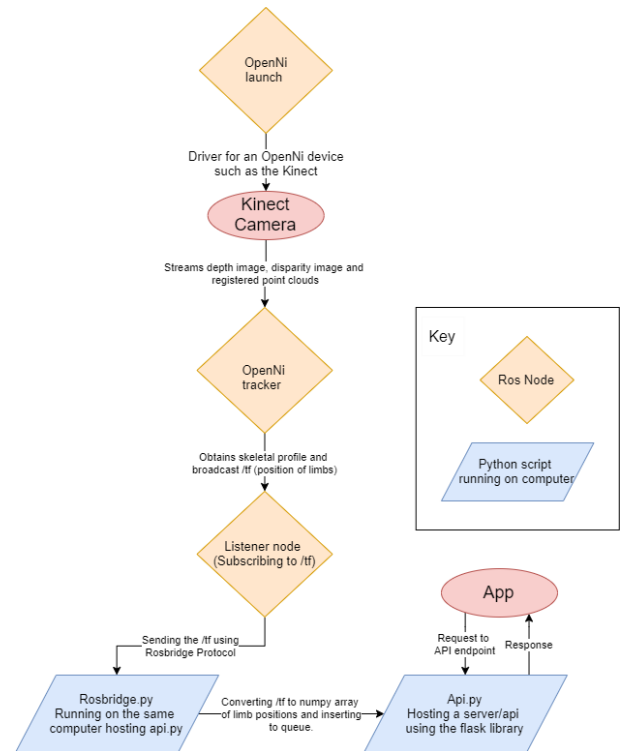 OpenNi
launch
Driver for an OpenNi device
such as the Kinect
Kinect
Camera
Streams depth image, disparity image and
registered point clouds
OpenNi
tracker
Obtains skeletal profile and
broadcast /tf (position of limbs)
Listener node
(Subscribing to /tf)
Sending the /tf using
Rosbridge Protocol
Rosbridge.py
Running on the same
computer hosting api.py
Converting /tf to numpy array
of limb positions and inserting
to queue.
Key
Ros Node
Python script
running on computer
App
Request to
API endpoint
Response
Api.py
Hosting a server/api
using the flask library